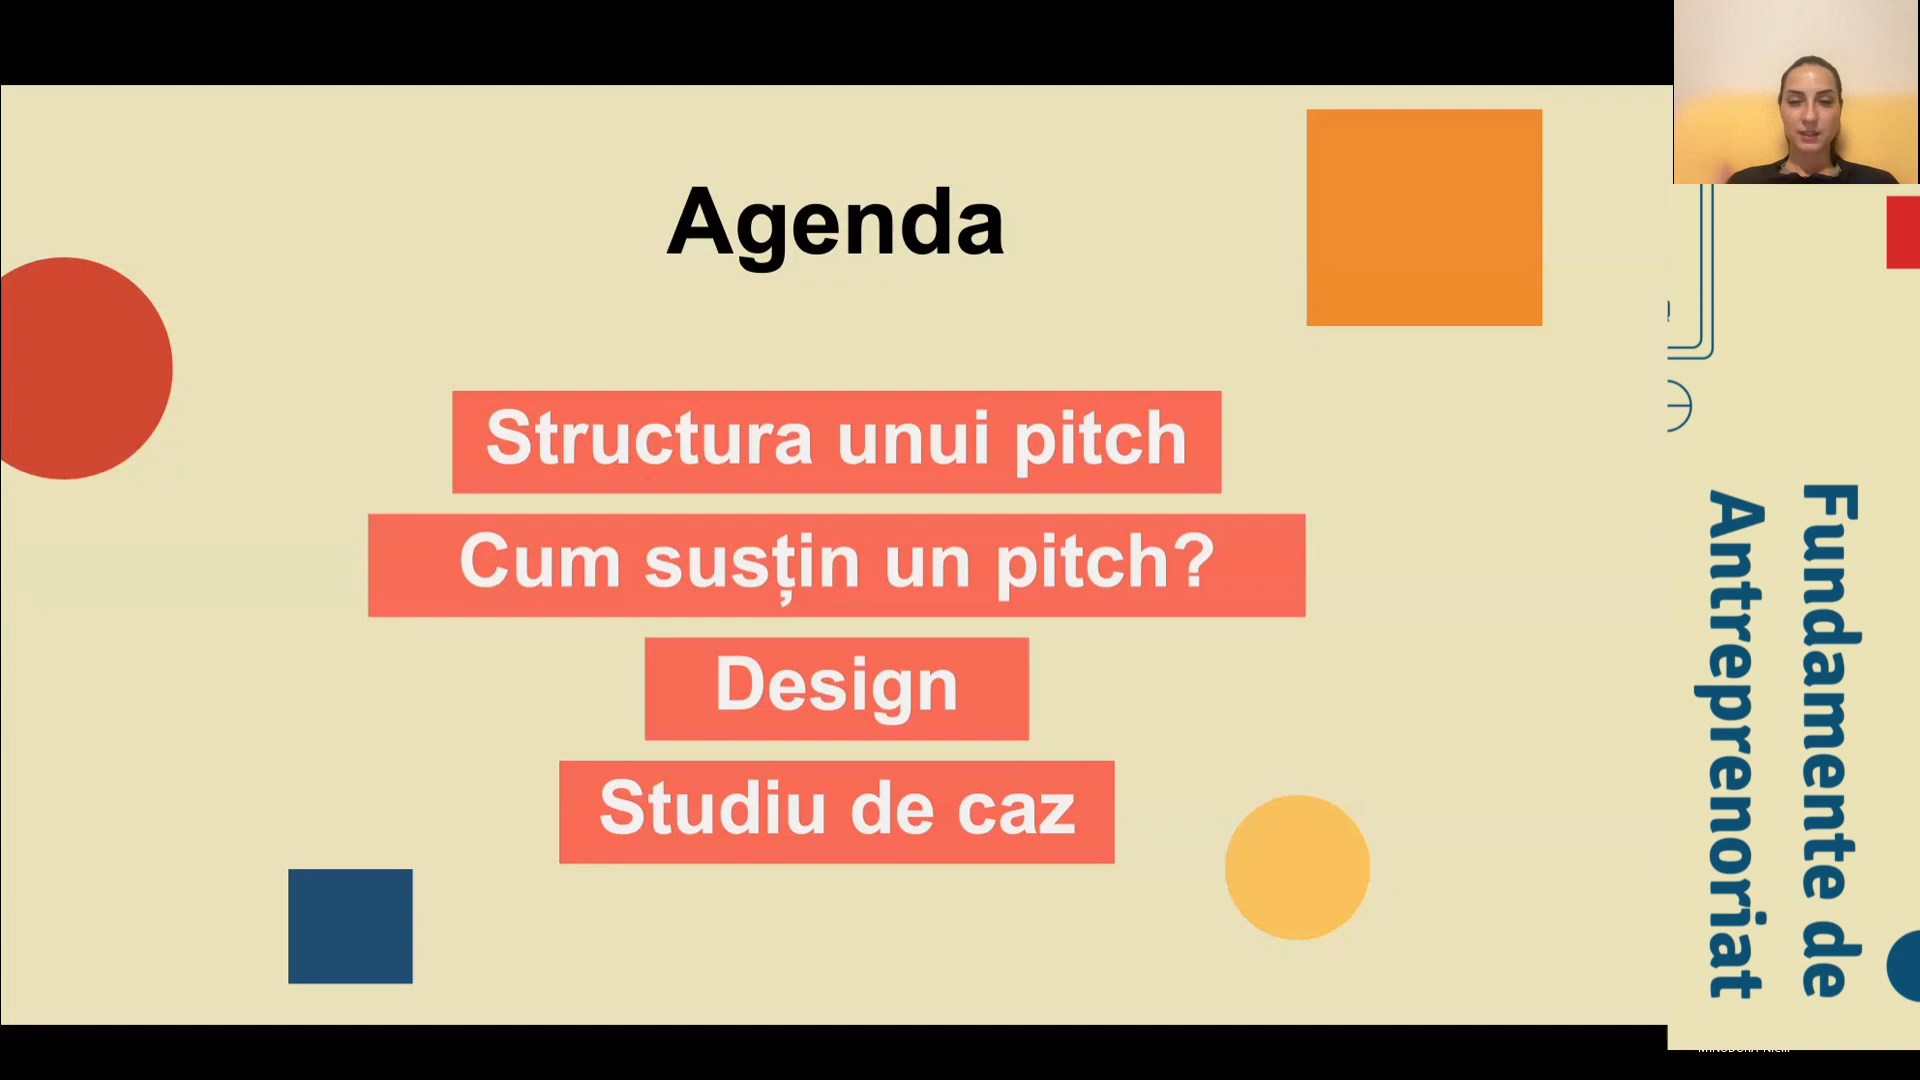 Agenda
Structura unui pitch
Cum susțin un pitch?
Design
Studiu de caz
Fundamente de
Antreprenoriat